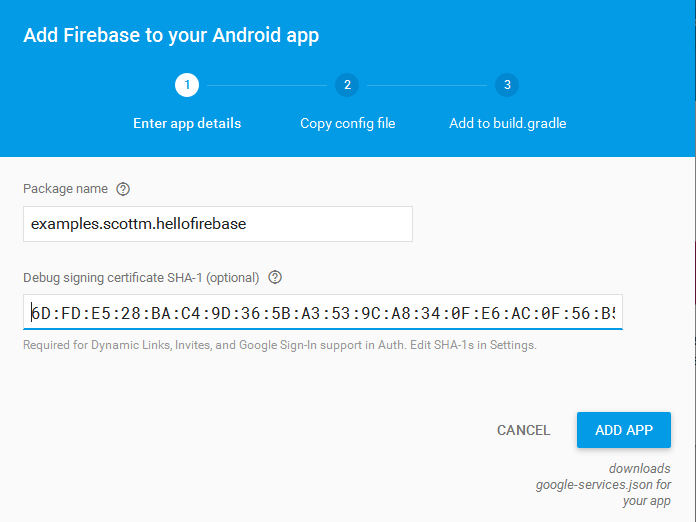 Add Firebase to your Android app
1 2 3
Enter app details Copy config file Add to build.gradle
Package name ?
examples.scottm.hellofirebase
Debug signing certificate SHA-1 (optional) ?
6D:FD:E5:28:BA:C4:9D:36:5B:A3:53:9C:A8:34:0F:E6:AC:0F:56:B
Required for Dynamic Links, Invites, and Google Sign-In support in Auth. Edit SHA-1s in Settings.
CANCEL ADD APP
downloads
google-services.json for
your app